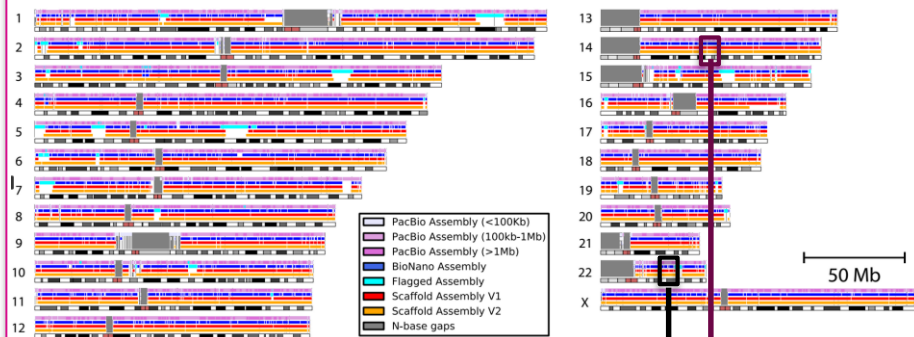 1
2
3
4
5
6
7
8
9
10
11
12
PacBio Assembly (<100Kb)
PacBio Assembly (100kb-1Mb)
PacBio Assembly (>1Mb)
BioNano Assembly
Flagged Assembly
Scaffold Assembly V1
Scaffold Assembly V2
N-base gaps
13
14
15
16
17
18
19
20
21
22
X
50 Mb